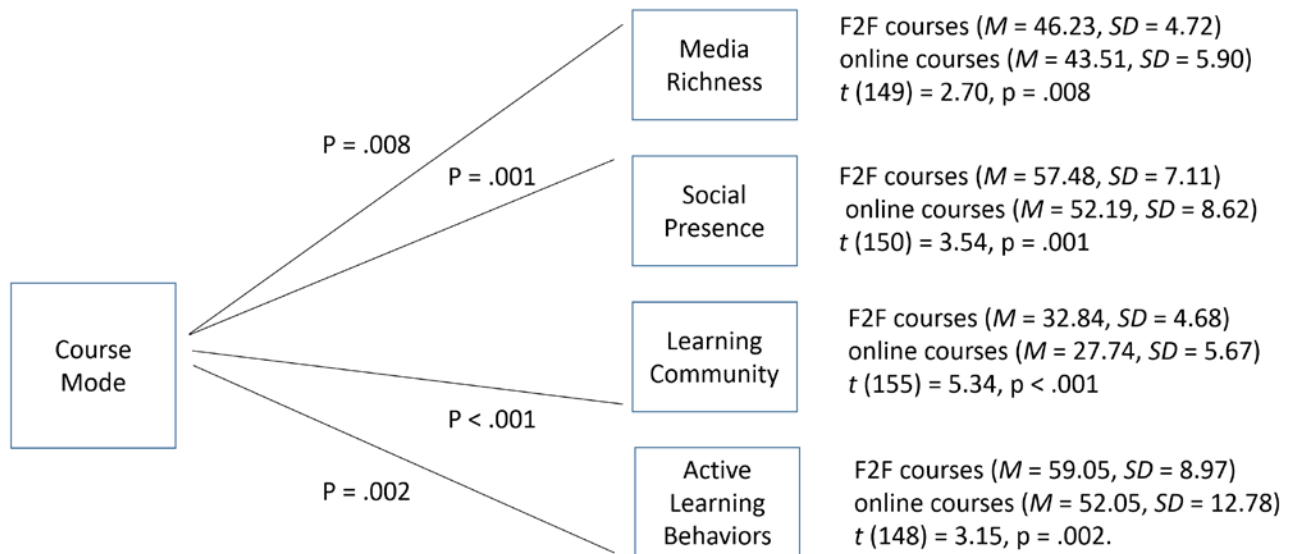 Course
Mode
P = .008
P = .001
P < .001
P = .002
Media
Richness
F2F courses (M = 46.23, SD = 4.72)
online courses (M = 43.51, SD = 5.90)
t (149) = 2.70, p = .008
Social
Presence
F2F courses (M = 57.48, SD = 7.11)
online courses (M = 52.19, SD = 8.62)
t (150) = 3.54, p = .001
Learning
Community
F2F courses (M = 32.84, SD = 4.68)
online courses (M = 27.74, SD = 5.67)
t (155) = 5.34, p < .001
Active
Learning
Behaviors
F2F courses (M = 59.05, SD = 8.97)
online courses (M = 52.05, SD = 12.78)
t (148) = 3.15, p = .002.